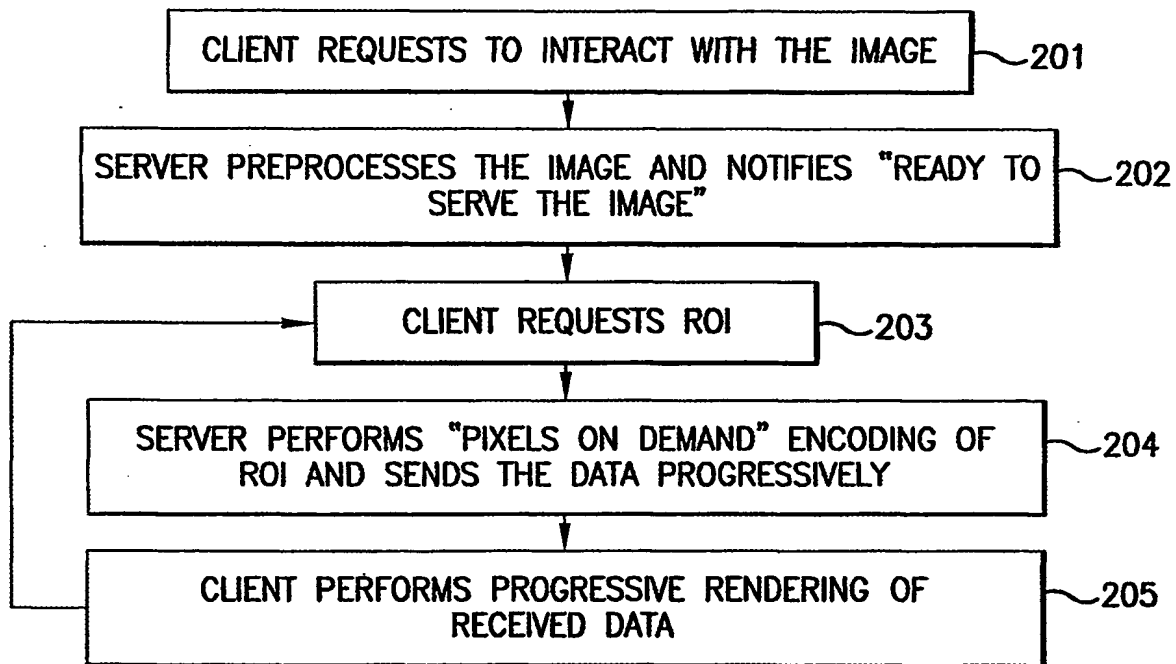 CLIENT REQUESTS TO INTERACT WITH THE IMAGE
201
SERVER PREPROCESSES THE IMAGE AND NOTIFIES "READY TO
SERVE THE IMAGE"
202
CLIENT REQUESTS ROI
203
SERVER PERFORMS "PIXELS ON DEMAND" ENCODING OF
ROI AND SENDS THE DATA PROGRESSIVELY
204
CLIENT PERFORMS PROGRESSIVE RENDERING OF
RECEIVED DATA
205